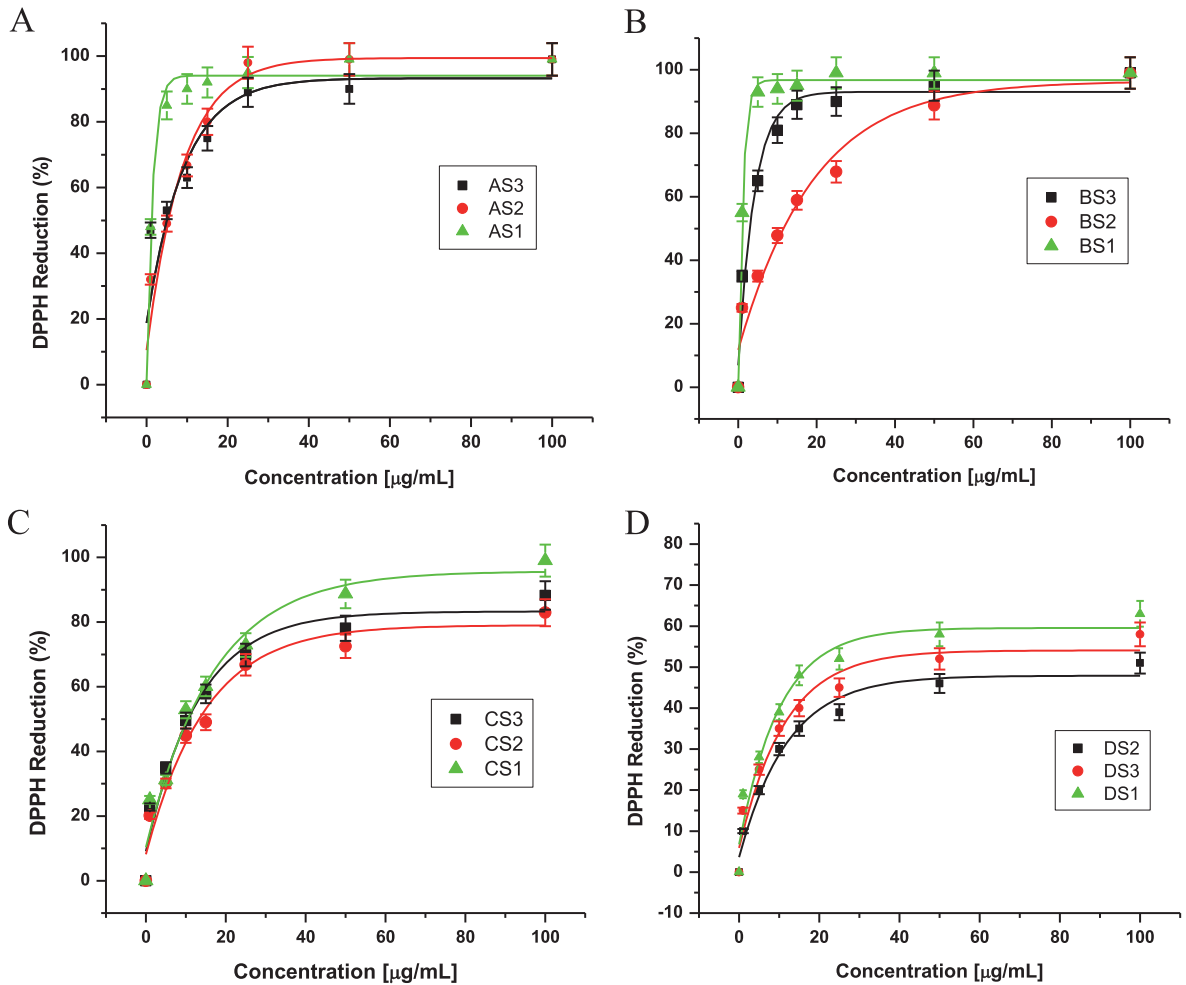 A
DPPH Reduction (%)
100
80
60
40
20
0
AS3
AS2
AS1
0 20 40 60 80 100
Concentration [μg/mL]
B
100
80
60
40
20
0
BS3
BS2
BS1
0 20 40 60 80 100
Concentration [μg/mL]
C
DPPH Reduction (%)
100
80
60
40
20
0
CS3
CS2
CS1
0 20 40 60 80 100
Concentration [μg/mL]
D
DPPH Reduction (%)
80
70
60
50
40
30
20
10
0
-10
DS2
DS3
DS1
0 20 40 60 80 100
Concentration [μg/mL]